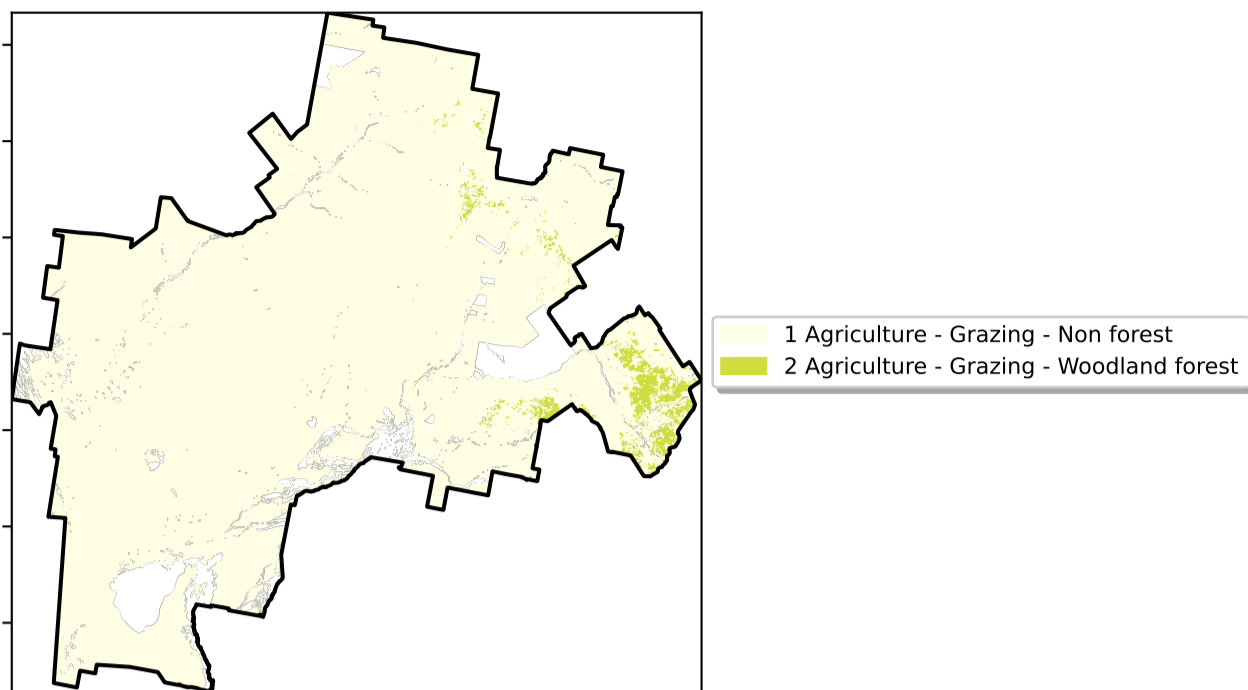 1 Agriculture - Grazing - Non forest
2 Agriculture - Grazing - Woodland forest